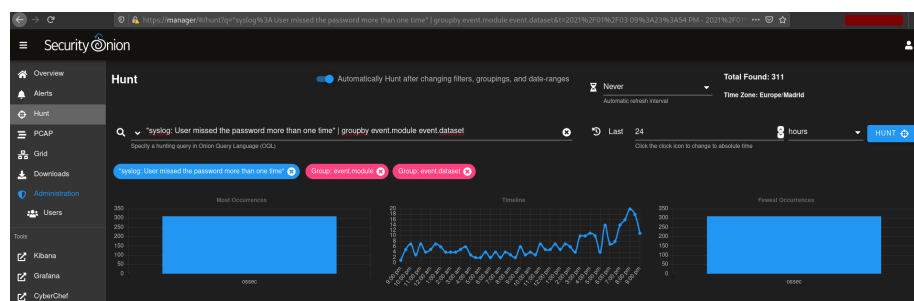 https://manager/#/hunt?q="syslog%3A User missed the password more than one time" | groupby event.module event.dataset&t=2021%2F01%2F03 09%3A23%3A54 PM - 2021%2F01
Security Onion
Overview
Alerts
Hunt
PCAP
Grid
Downloads
Administration
Users
Tools
Kibana
Grafana
CyberChef
Hunt
Automatically Hunt after changing filters, groupings, and date-ranges
Never
Automatic refresh interval
Total Found: 311
Time Zone: Europe/Madrid
"syslog: User missed the password more than one time" | groupby event.module event.dataset
Specify a hunting query in Onion Query Language (OQL)
Last 24 hours
Click the clock icon to change to absolute time
HUNT
"syslog: User missed the password more than one time"
Group: event.module
Group: event.dataset
Most Occurrences
350
300
250
200
150
100
50
0
ossec
Timeline
20
18
16
14
12
10
8
6
4
2
0
Fewest Occurrences
350
300
250
200
150
100
50
0
ossec